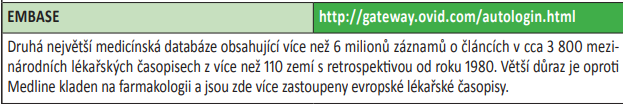 EMBASE http://gateway.ovid.com/autologin.html
Druhá největší medicínská databáze obsahující více než 6 milionů záznamů o článcích v cca 3 800 mezi-
národních lékařských časopisech z více než 110 zemí s retrospektivou od roku 1980. Větší důraz je oproti
Medline kladen na farmakologii a jsou zde více zastoupeny evropské lékařské časopisy.